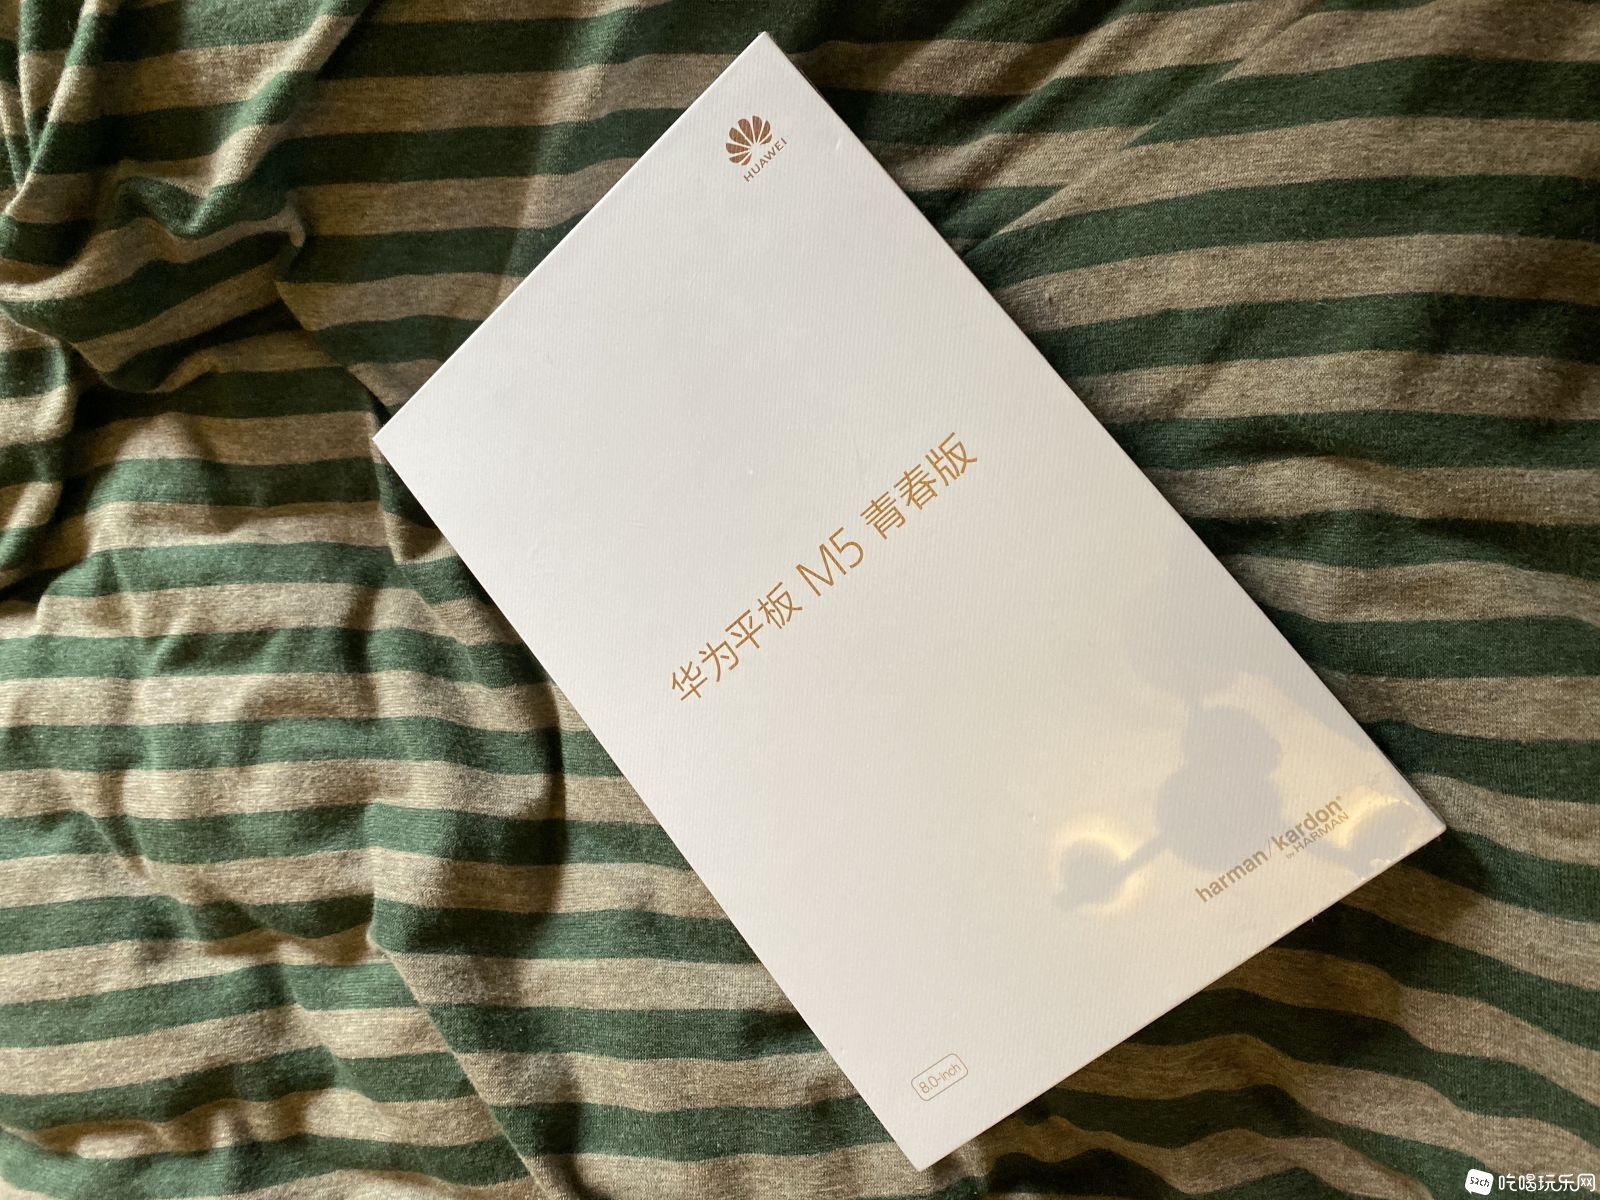 HUAWEI
华为平板 M5 青春版
harman/kardon®
by HARMAN
8.0-inch
52ch 吃喝玩乐网